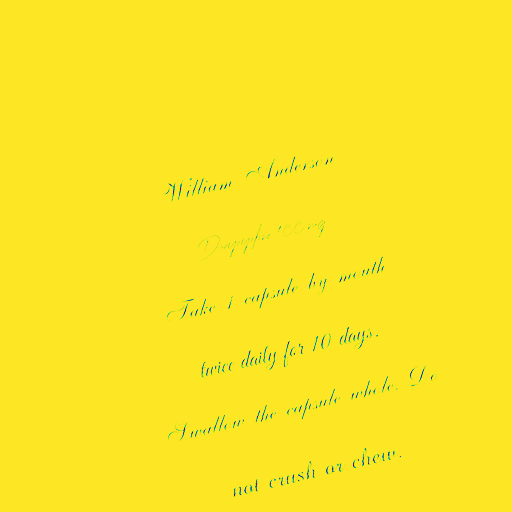 William Anderson
100mg
Take 1 capsule by mouth
twice daily for 10 days.
Swallow the capsule whole. Do
not crush or chew.